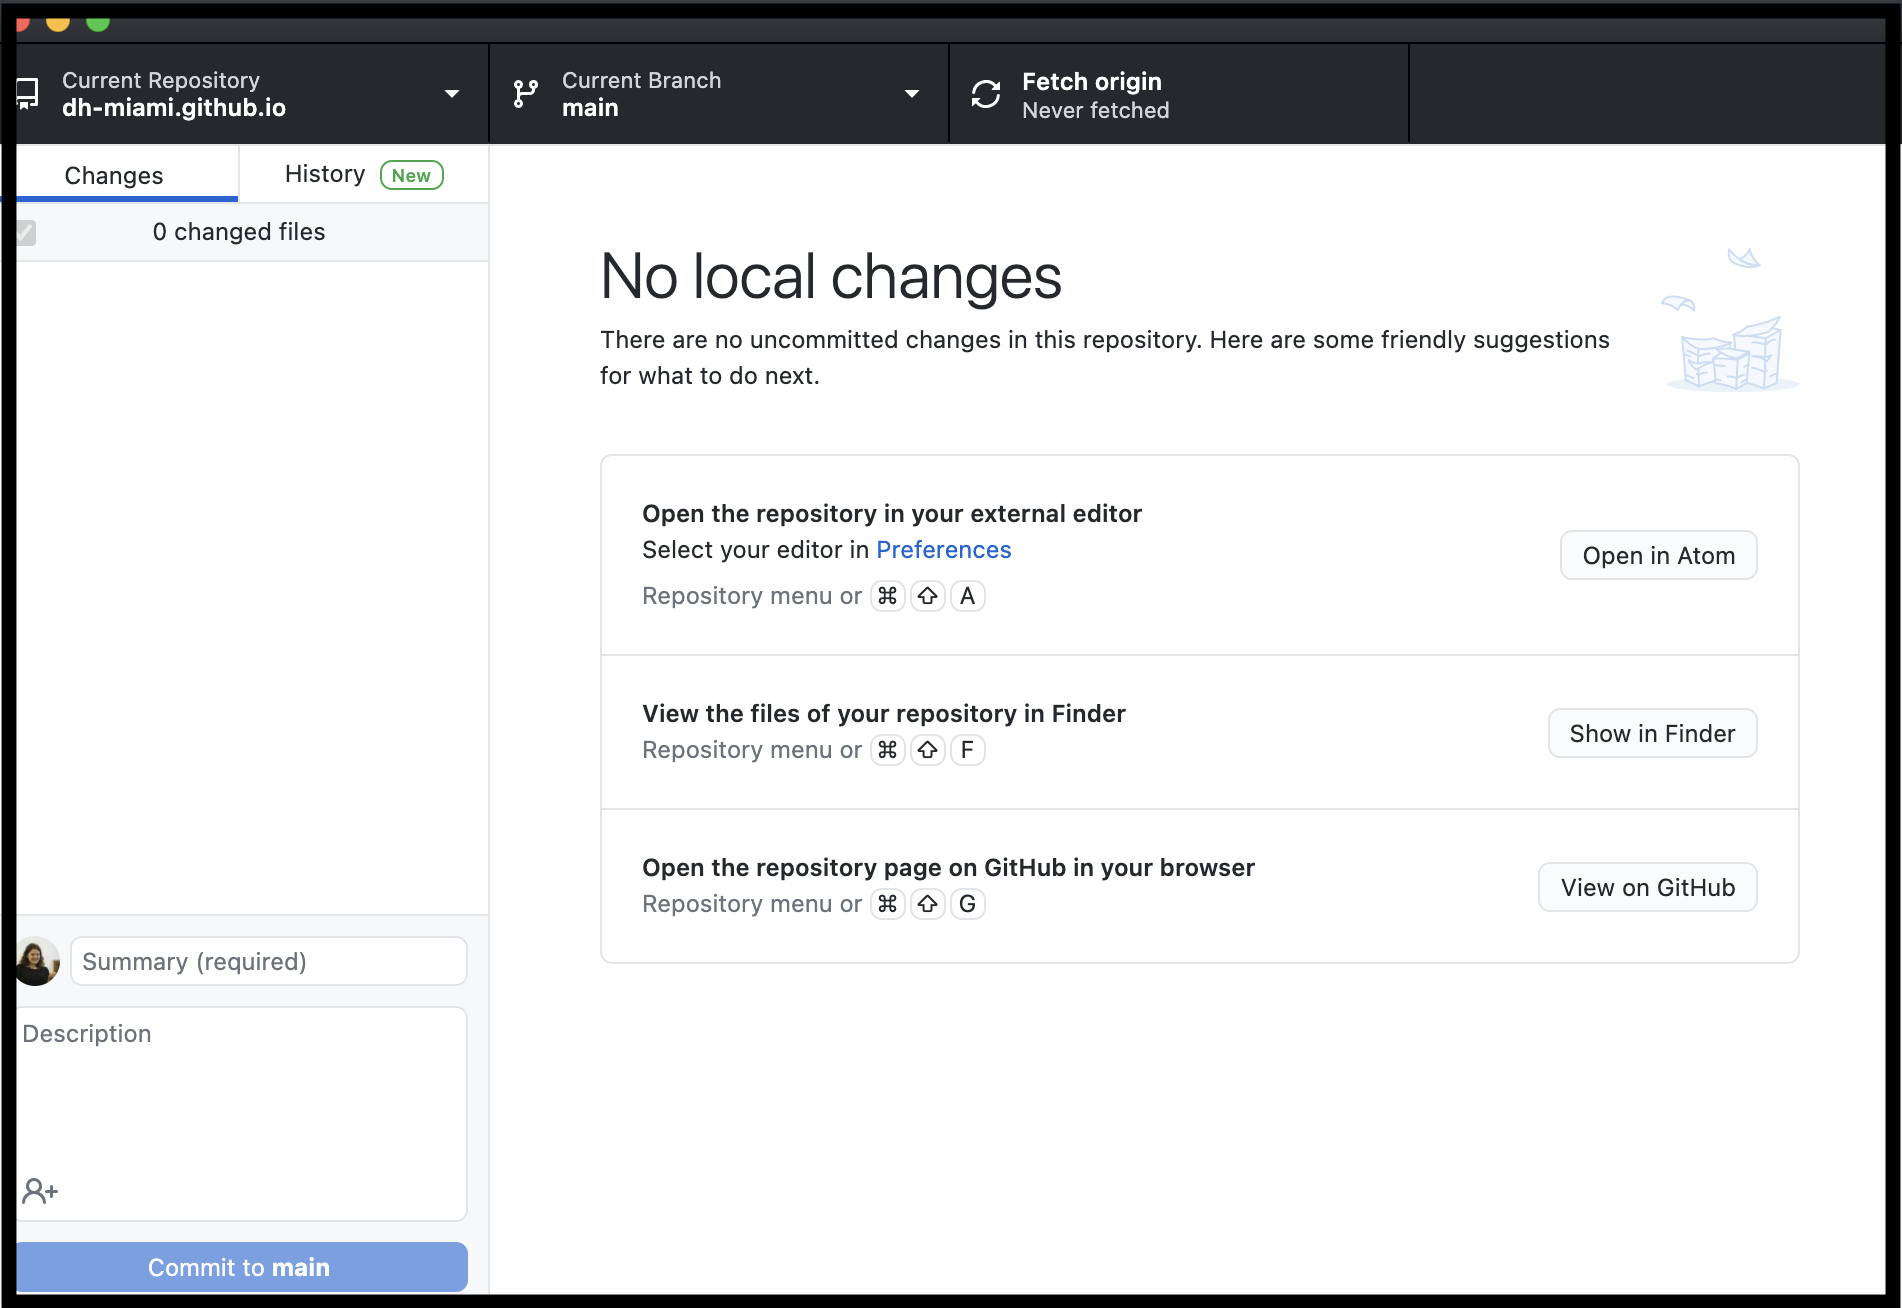 Current Repository
dh-miami.github.io
Current Branch
main
Fetch origin
Never fetched
Changes
History New
0 changed files
No local changes
There are no uncommitted changes in this repository. Here are some friendly suggestions
for what to do next.
Open the repository in your external editor
Select your editor in Preferences
Repository menu or ⌘ ⇧ A
Open in Atom
View the files of your repository in Finder
Repository menu or ⌘ ⇧ F
Show in Finder
Open the repository page on GitHub in your browser
Repository menu or ⌘ ⇧ G
View on GitHub
Summary (required)
Description
Commit to main